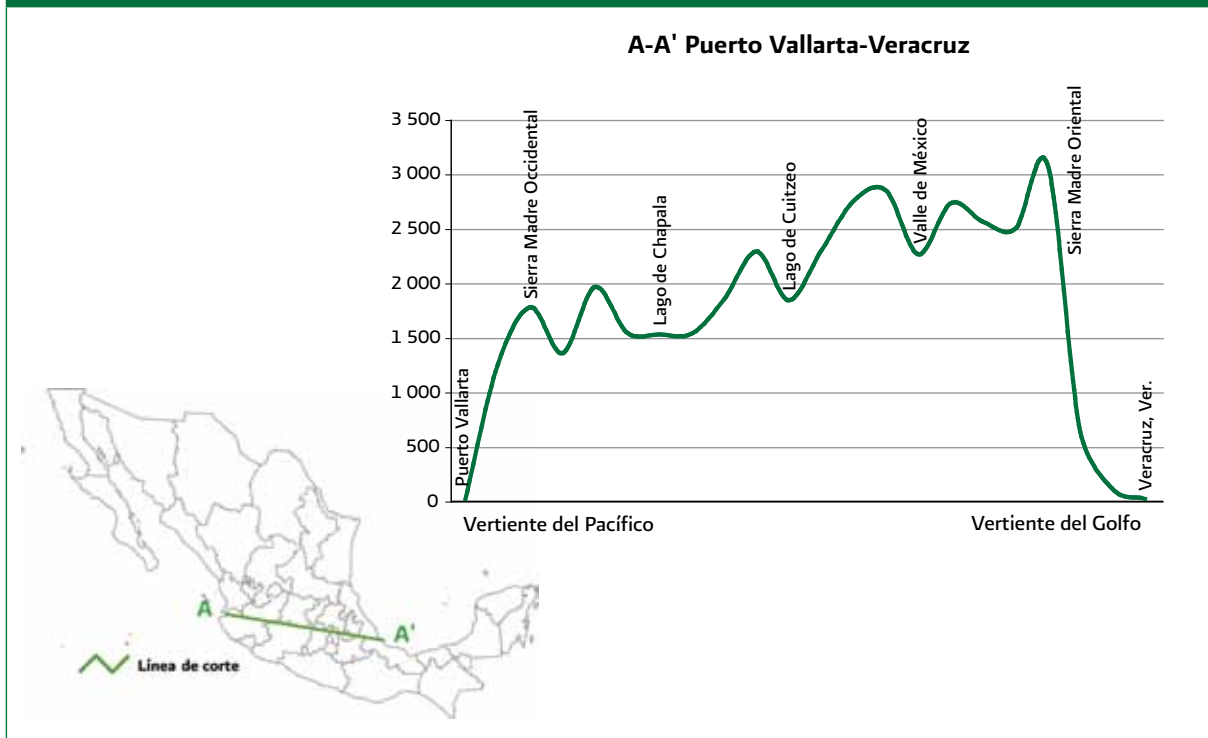 A-A' Puerto Vallarta-Veracruz
3 500
3 000
2 500
2 000
1 500
1 000
500
0
Puerto Vallarta
Sierra Madre Occidental
Lago de Chapala
Lago de Cuitzeo
Valle de México
Sierra Madre Oriental
Veracruz, Ver.
Vertiente del Pacífico
Vertiente del Golfo
A
A'
Línea de corte